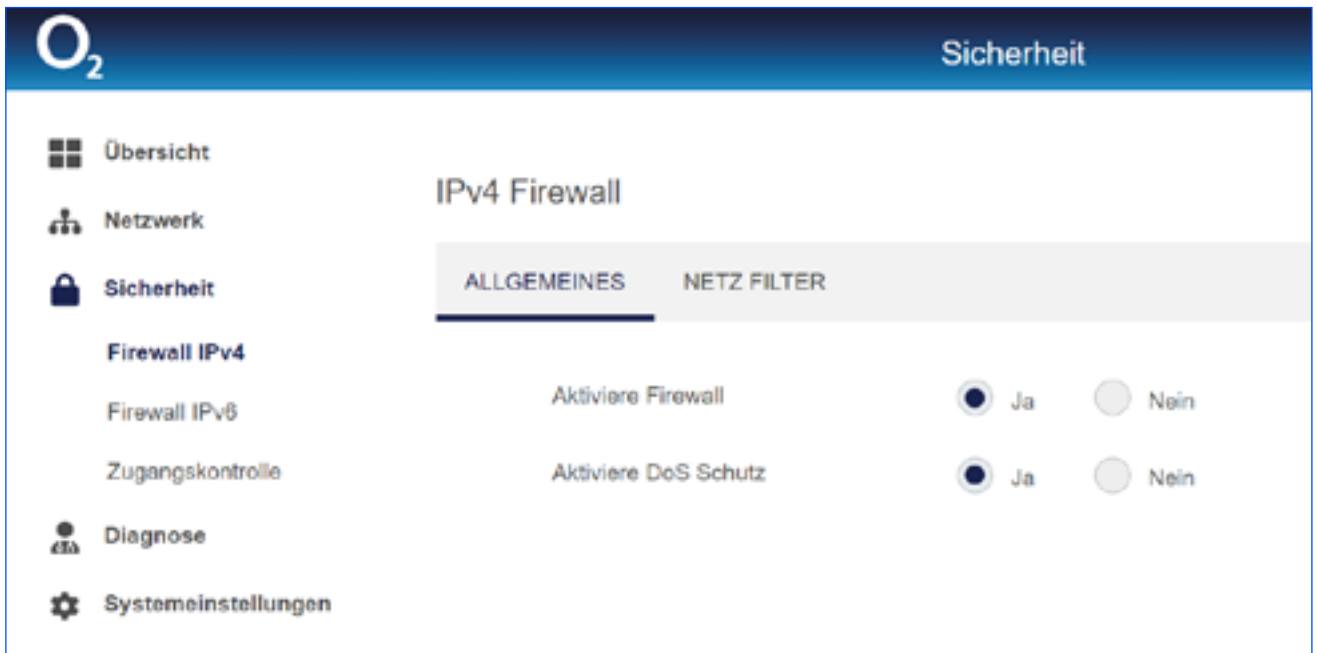 O2
Sicherheit
Übersicht
Netzwerk
Sicherheit
Firewall IPv4
Firewall IPv6
Zugangskontrolle
Diagnose
Systemeinstellungen
IPv4 Firewall
ALLGEMEINES NETZ FILTER
Aktiviere Firewall Ja Nein
Aktiviere DoS Schutz Ja Nein